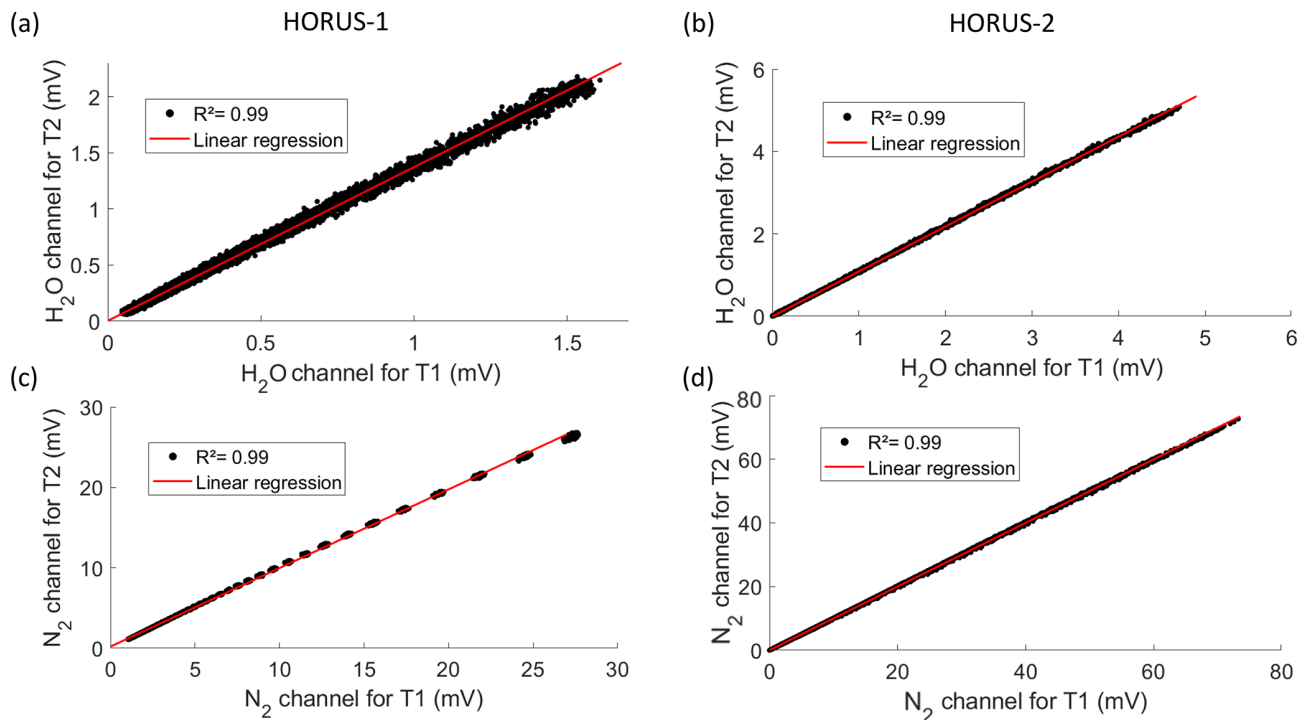 (a)
HORUS-1
H₂O channel for T2 (mV)
2
1.5
1
0.5
0
R²= 0.99
Linear regression
0
0.5
1
1.5
H₂O channel for T1 (mV)
(b)
HORUS-2
H₂O channel for T2 (mV)
6
4
2
0
R²= 0.99
Linear regression
0
1
2
3
4
5
6
H₂O channel for T1 (mV)
(c)
N₂ channel for T2 (mV)
30
20
10
0
R²= 0.99
Linear regression
0
5
10
15
20
25
30
N₂ channel for T1 (mV)
(d)
N₂ channel for T2 (mV)
80
60
40
20
0
R²= 0.99
Linear regression
0
20
40
60
80
N₂ channel for T1 (mV)